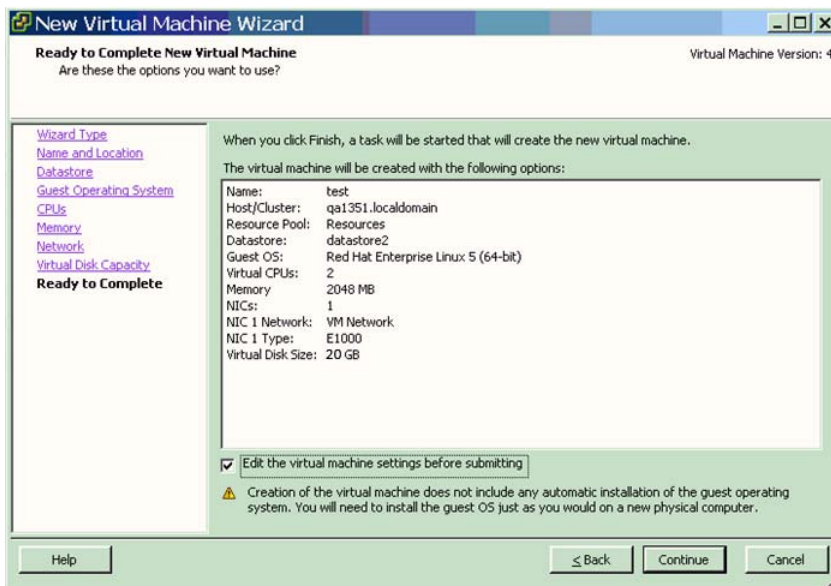 New Virtual Machine Wizard
Ready to Complete New Virtual Machine
Are these the options you want to use?
Virtual Machine Version: 4
Wizard Type
Name and Location
Datastore
Guest Operating System
CPUs
Memory
Network
Virtual Disk Capacity
Ready to Complete
When you click Finish, a task will be started that will create the new virtual machine.
The virtual machine will be created with the following options:
Name: test
Host/Cluster: qa1351.localdomain
Resource Pool: Resources
Datastore: datastore2
Guest OS: Red Hat Enterprise Linux 5 (64-bit)
Virtual CPUs: 2
Memory 2048 MB
NICs: 1
NIC 1 Network: VM Network
NIC 1 Type: E1000
Virtual Disk Size: 20 GB
Edit the virtual machine settings before submitting
Creation of the virtual machine does not include any automatic installation of the guest operating
system. You will need to install the guest OS just as you would on a new physical computer.
Help
< Back
Continue
Cancel